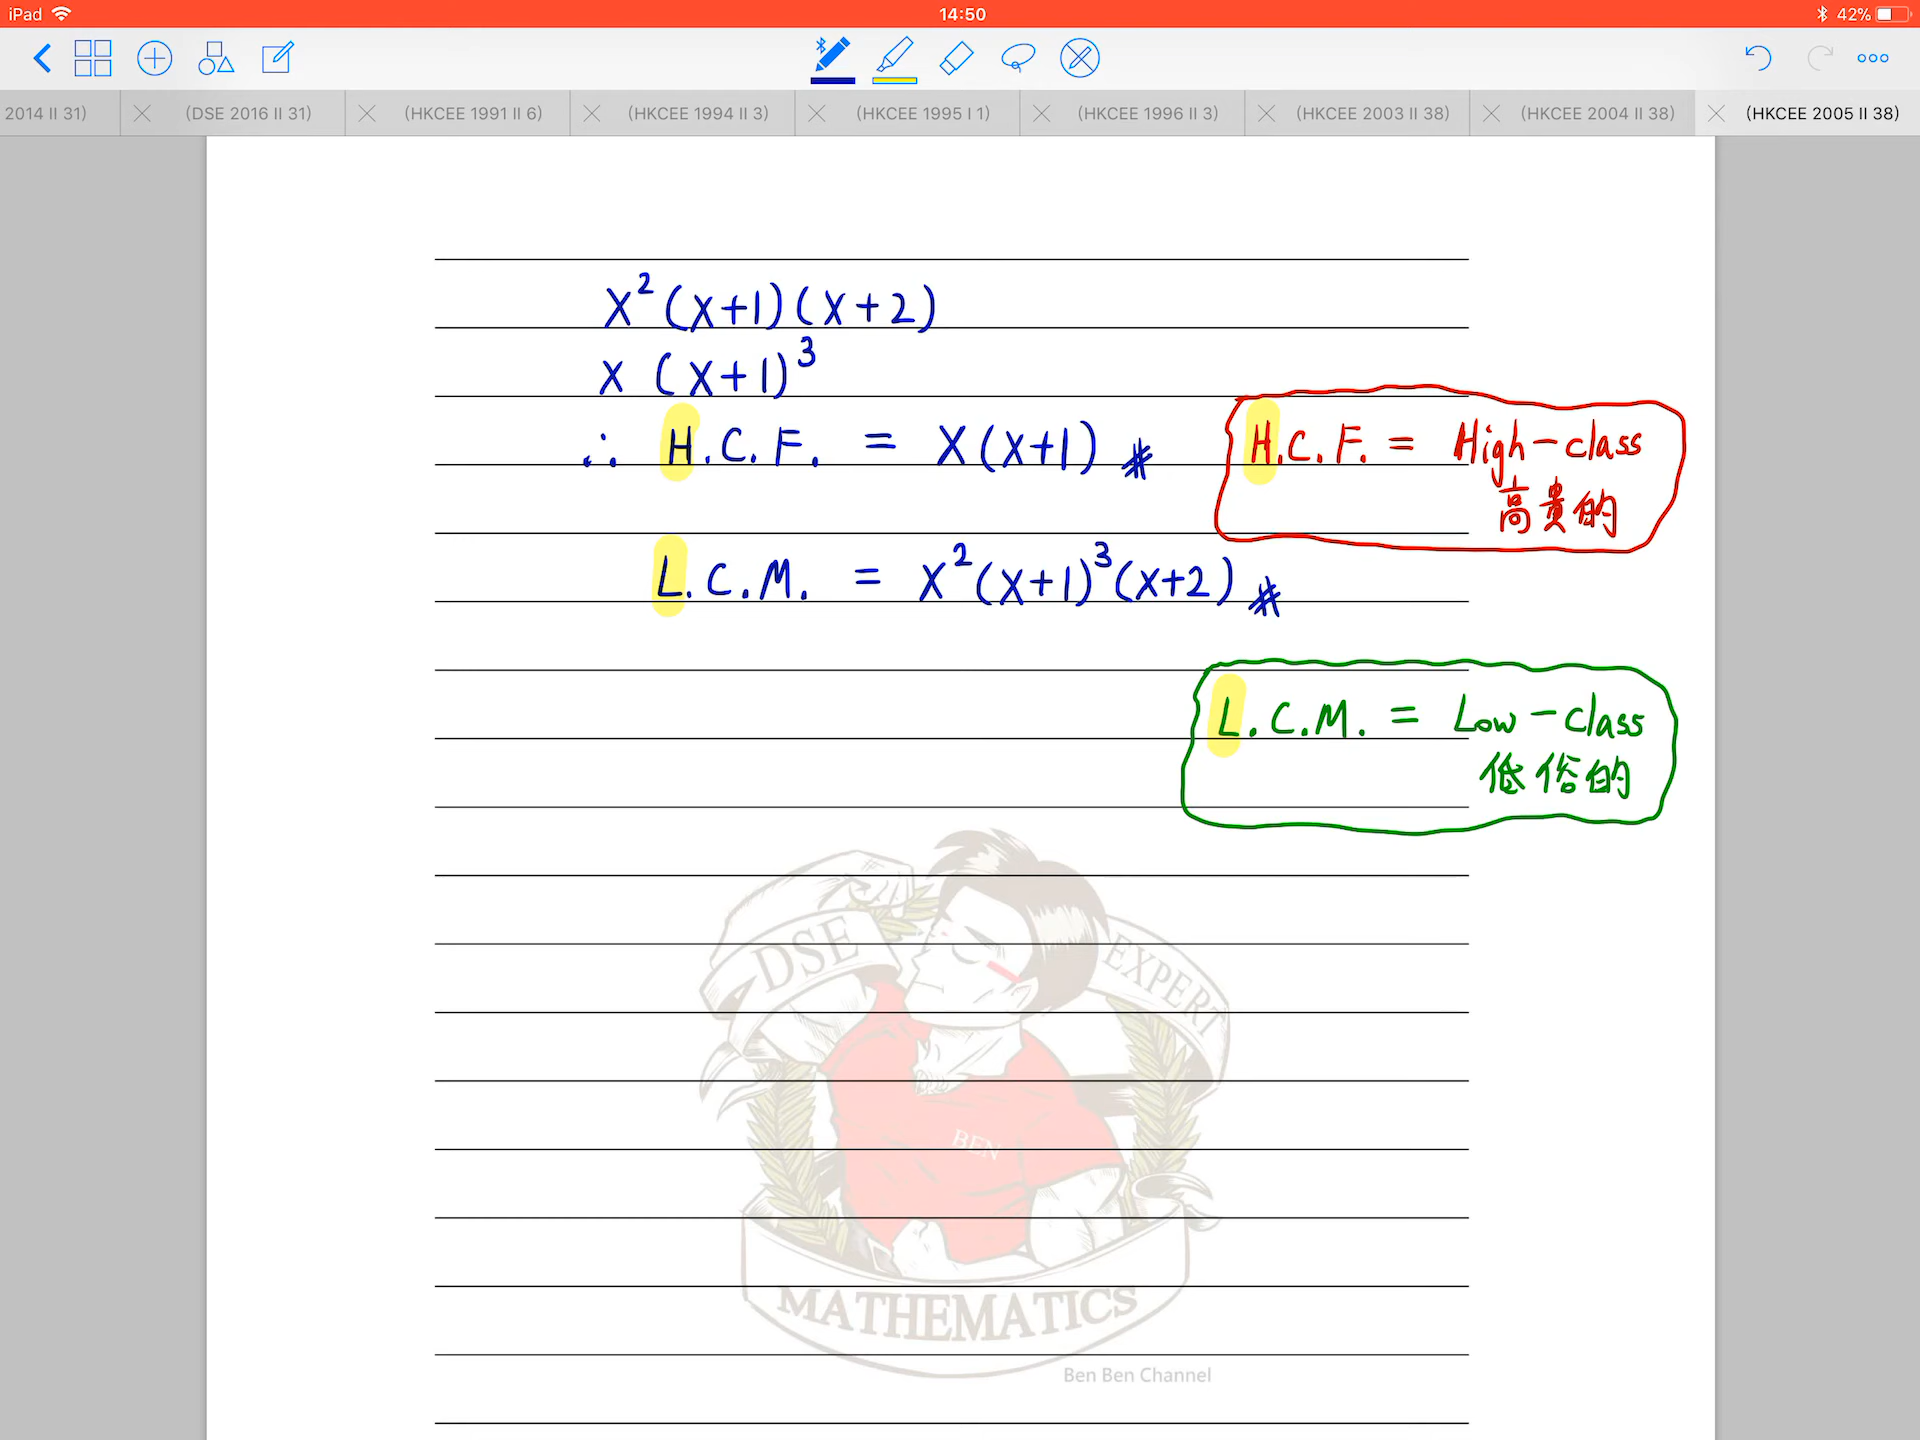 iPad 14:50 42%
2014 II 31) (DSE 2016 II 31) (HKCEE 1991 II 6) (HKCEE 1994 II 3) (HKCEE 1995 I 1) (HKCEE 1996 II 3) (HKCEE 2003 II 38) (HKCEE 2004 II 38) (HKCEE 2005 II 38)
x²(x+1)(x+2)
x (x+1)³
∴ H.C.F. = x(x+1) #
H.C.F. = High-class
高貴的
L.C.M. = x²(x+1)³(x+2) #
L.C.M. = Low-class
低俗的
DSE EXPERT
BEN
MATHEMATICS
Ben Ben Channel